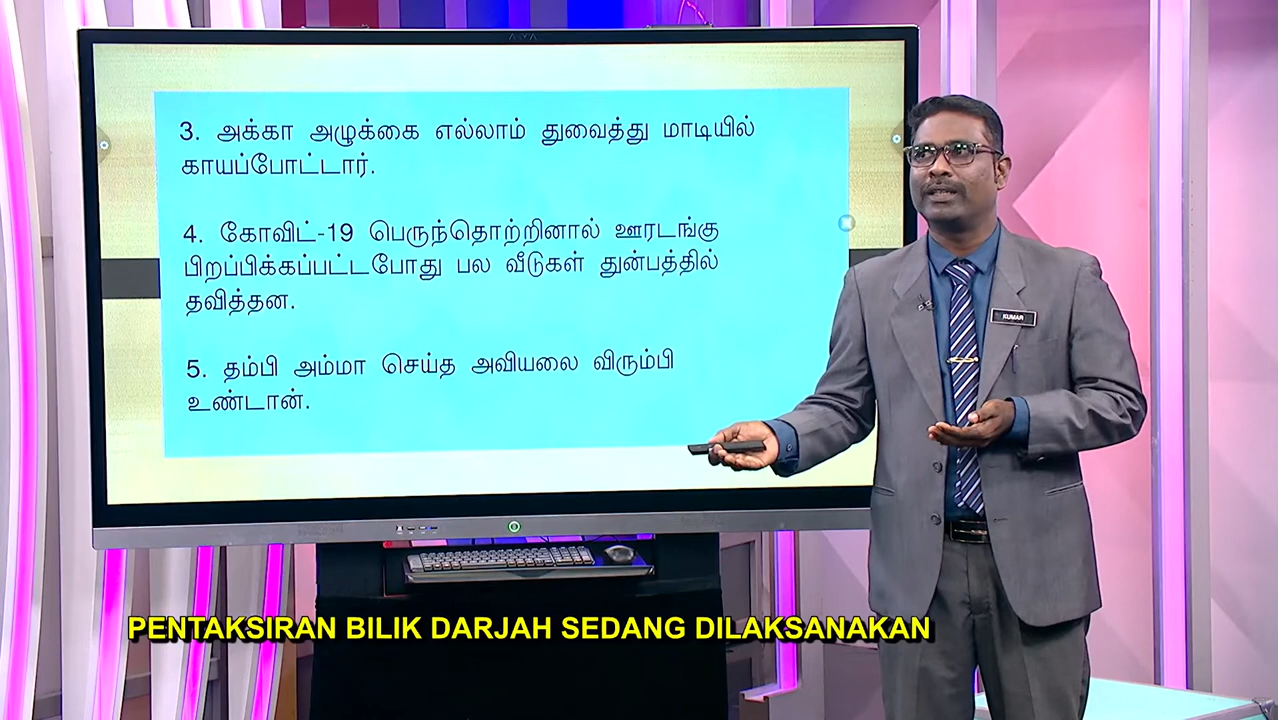 3. அக்கா அழுக்கை எல்லாம் துவைத்து மாடியில்
காயப்போட்டார்.
4. கோவிட்-19 பெருந்தொற்றினால் ஊரடங்கு
பிறப்பிக்கப்பட்டபோது பல வீடுகள் துன்பத்தில்
தவித்தன.
5. தம்பி அம்மா செய்த அவியலை விரும்பி
உண்டான்.
KUMAR
PENTAKSIRAN BILIK DARJAH SEDANG DILAKSANAKAN